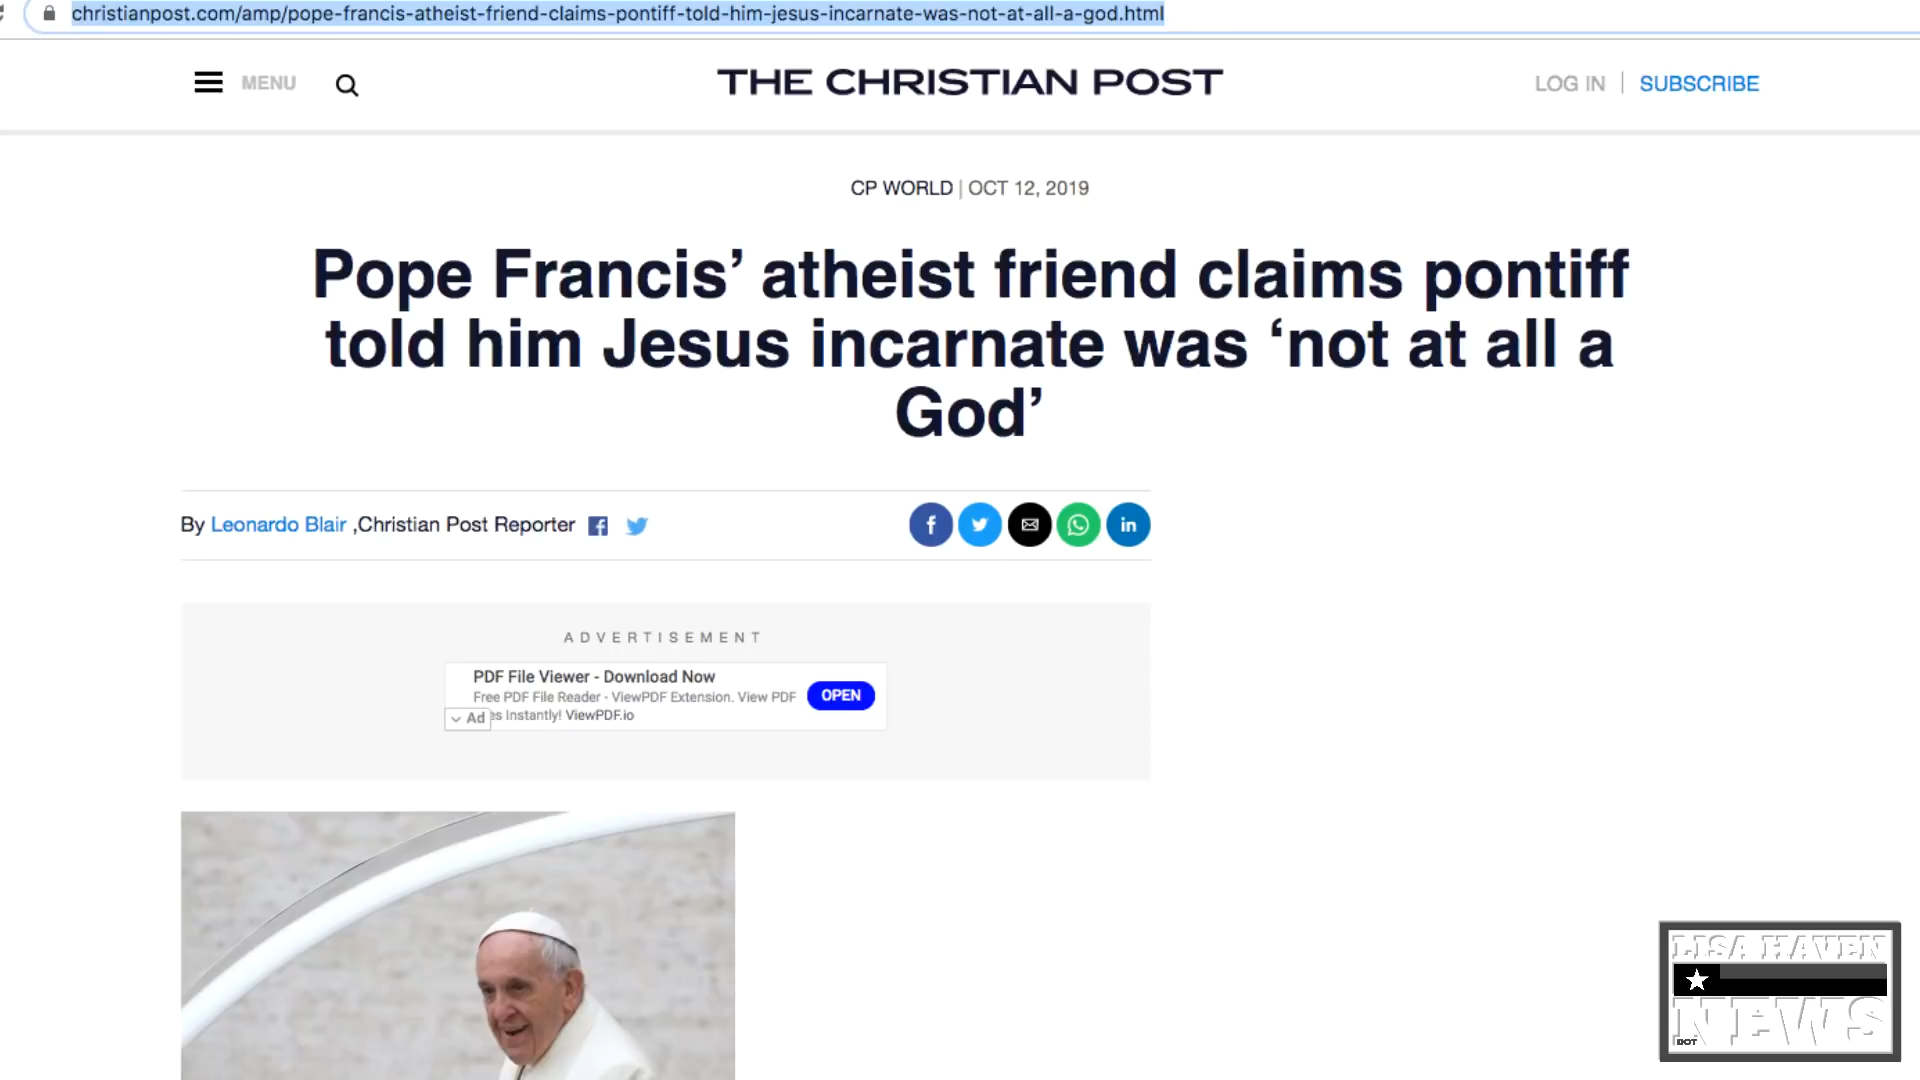 christianpost.com/amp/pope-francis-atheist-friend-claims-pontiff-told-him-jesus-incarnate-was-not-at-all-a-god.html
MENU
THE CHRISTIAN POST
LOG IN | SUBSCRIBE
CP WORLD | OCT 12, 2019
Pope Francis’ atheist friend claims pontiff
told him Jesus incarnate was ‘not at all a
God’
By Leonardo Blair ,Christian Post Reporter
ADVERTISEMENT
PDF File Viewer - Download Now
Free PDF File Reader - ViewPDF Extension. View PDF
es Instantly! ViewPDF.io
OPEN
Ad
LISA HAVEN
NEWS
DOT